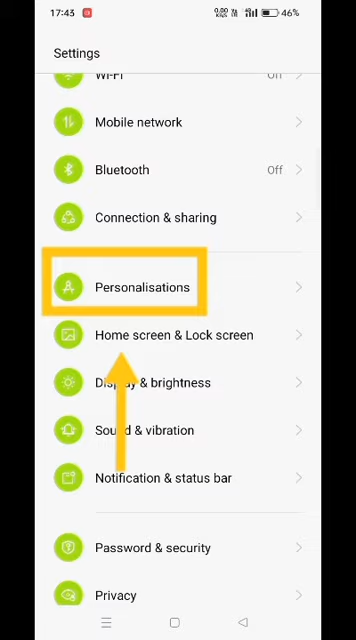 17:43
46%
Settings
Wi-Fi Off
Mobile network
Bluetooth Off
Connection & sharing
Personalisations
Home screen & Lock screen
Display & brightness
Sound & vibration
Notification & status bar
Password & security
Privacy